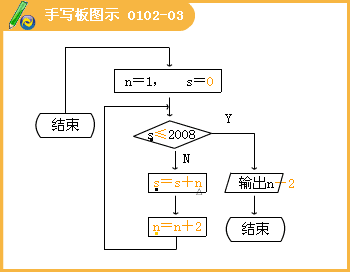 手写板图示 0102-03
n=1, s=0
结束
s≤2008
Y
N
s=s+n
输出n-2
n=n+2
结束